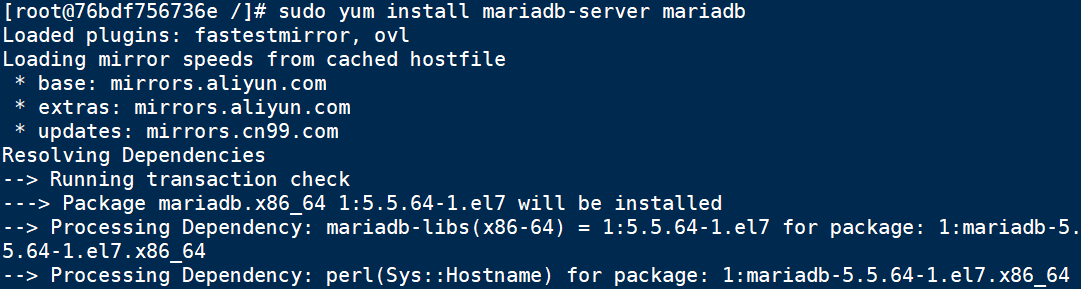 [root@76bdf756736e /]# sudo yum install mariadb-server mariadb
Loaded plugins: fastestmirror, ovl
Loading mirror speeds from cached hostfile
 * base: mirrors.aliyun.com
 * extras: mirrors.aliyun.com
 * updates: mirrors.cn99.com
Resolving Dependencies
--> Running transaction check
---> Package mariadb.x86_64 1:5.5.64-1.el7 will be installed
--> Processing Dependency: mariadb-libs(x86-64) = 1:5.5.64-1.el7 for package: 1:mariadb-5.
5.64-1.el7.x86_64
--> Processing Dependency: perl(Sys::Hostname) for package: 1:mariadb-5.5.64-1.el7.x86_64